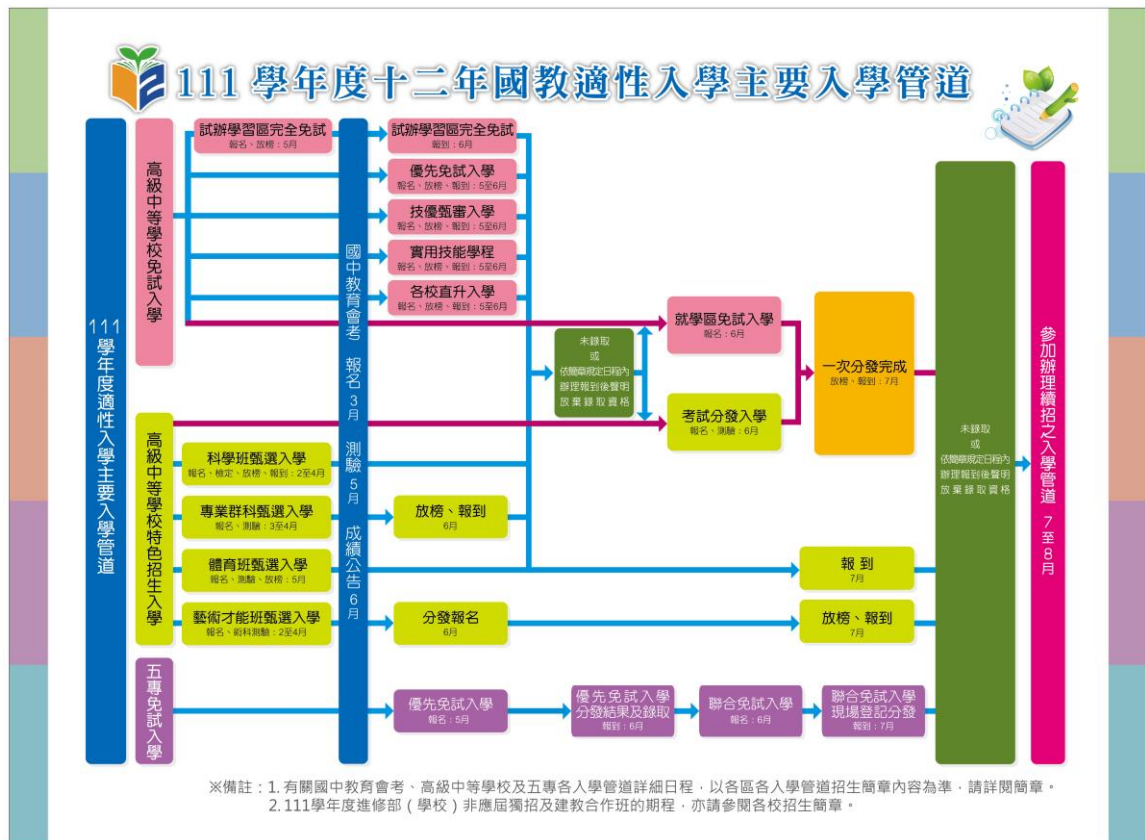 111 學年度十二年國教適性入學主要入學管道
111學年度適性入學主要入學管道
高級中等學校免試入學
試辦學習區完全免試
報名、放榜：5月
國中教育會考 報名3月 測驗5月 成績公告6月
試辦學習區完全免試
報到：6月
優先免試入學
報名、放榜、報到：5至6月
技優甄審入學
報名、放榜、報到：5至6月
實用技能學程
報名、放榜、報到：5至6月
各校直升入學
報名、放榜、報到：5至6月
未錄取
或
依簡章規定日程內
辦理報到後聲明
放棄錄取資格
就學區免試入學
報名：6月
考試分發入學
報名、測驗：6月
一次分發完成
放榜、報到：7月
高級中等學校特色招生入學
科學班甄選入學
報名、檢定、放榜、報到：2至4月
專業群科甄選入學
報名、測驗：3至4月
放榜、報到
6月
體育班甄選入學
報名、測驗、放榜：5月
報 到
7月
藝術才能班甄選入學
報名、術科測驗：2至4月
分發報名
6月
放榜、報到
7月
五專免試入學
優先免試入學
報名：5月
優先免試入學
分發結果及錄取
報到：6月
聯合免試入學
報名：6月
聯合免試入學
現場登記分發
報到：7月
未錄取
或
依簡章規定日程內
辦理報到後聲明
放棄錄取資格
參加辦理續招之入學管道 7至8月
※備註：1. 有關國中教育會考、高級中等學校及五專各入學管道詳細日程，以各區各入學管道招生簡章內容為準，請詳閱簡章。
2. 111學年度進修部（學校）非應屆獨招及建教合作班的期程，亦請參閱各校招生簡章。